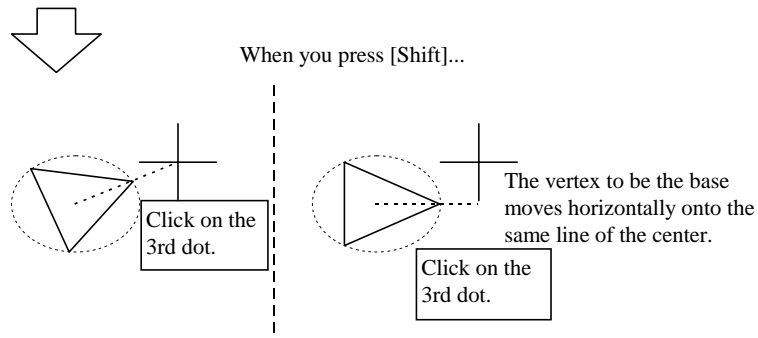 When you press [Shift]...
Click on the
3rd dot.
The vertex to be the base
moves horizontally onto the
same line of the center.
Click on the
3rd dot.